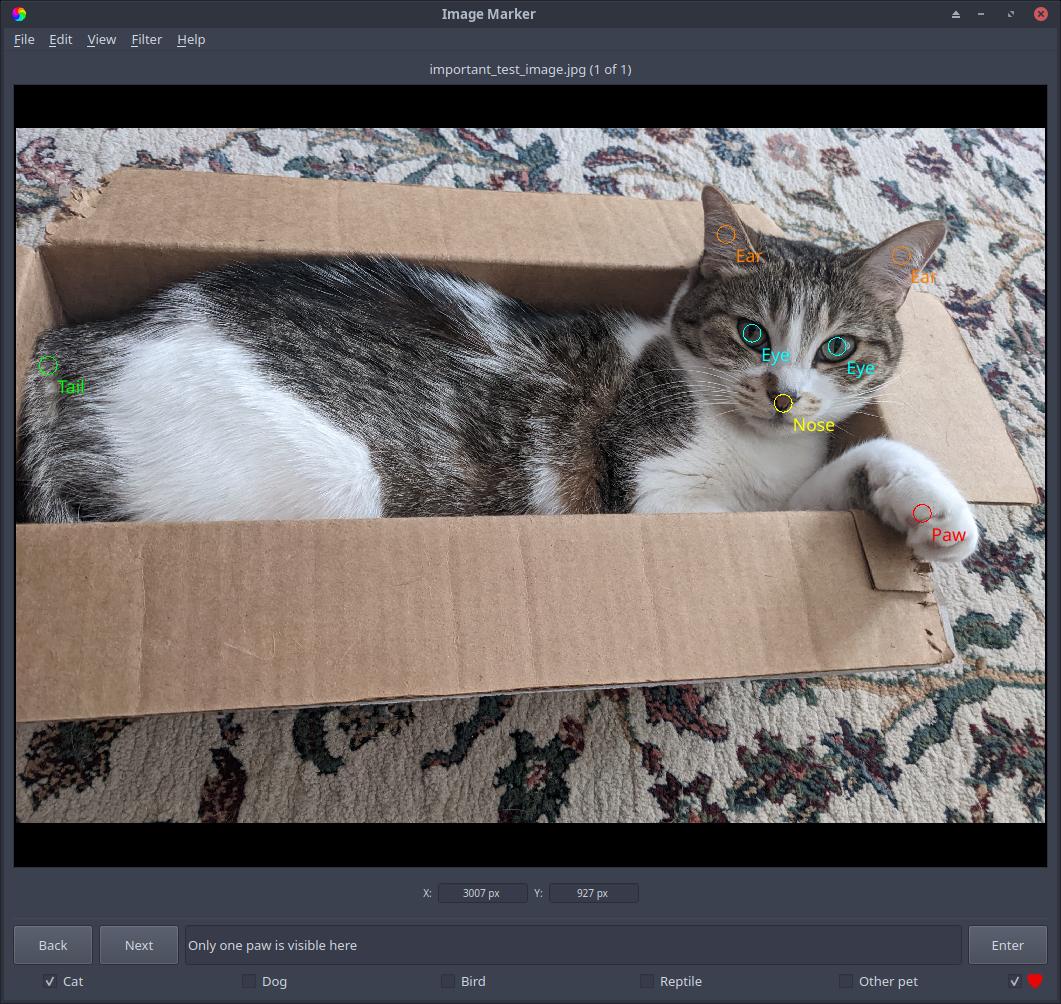 Image Marker
File Edit View Filter Help
important_test_image.jpg (1 of 1)
Ear
Ear
Eye
Eye
Tail
Nose
Paw
X: 3007 px Y: 927 px
Back Next Only one paw is visible here Enter
Cat Dog Bird Reptile Other pet